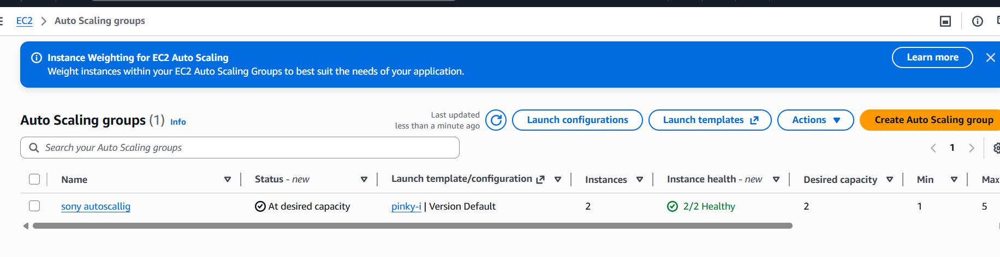 EC2 > Auto Scaling groups
Instance Weighting for EC2 Auto Scaling
Weight instances within your EC2 Auto Scaling Groups to best suit the needs of your application.
Learn more
Auto Scaling groups (1) Info
Last updated
less than a minute ago
Launch configurations
Launch templates
Actions
Create Auto Scaling group
Search your Auto Scaling groups
1
Name Status - new Launch template/configuration Instances Instance health - new Desired capacity Min Max
sony autoscallig At desired capacity pinky-i | Version Default 2 2/2 Healthy 2 1 5